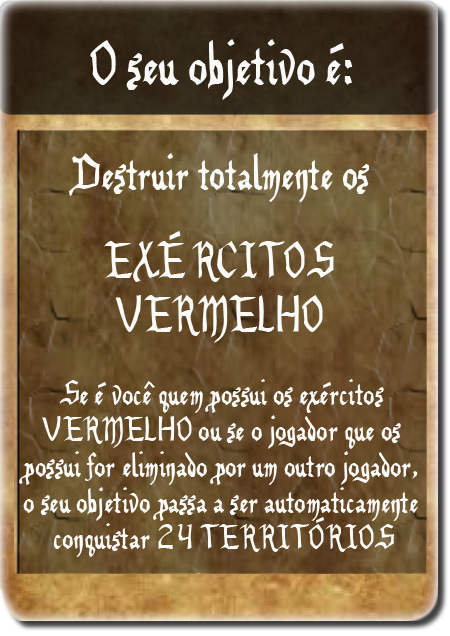 O seu objetivo é:
Destruir totalmente os
EXÉRCITOS
VERMELHO
Se é você quem possui os exércitos
VERMELHO ou se o jogador que os
possui for eliminado por um outro jogador,
o seu objetivo passa a ser automaticamente
conquistar 24 TERRITÓRIOS